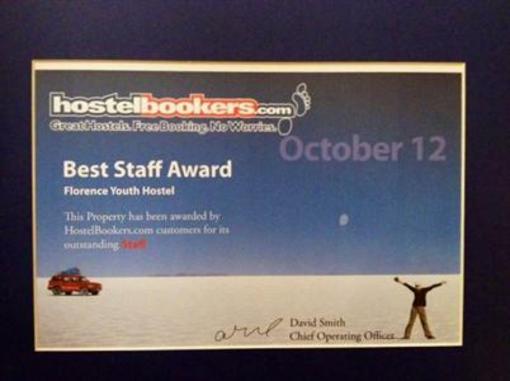 hostelbookers.com
Great Hostels. Free Booking. No Worries.
October 12
Best Staff Award
Florence Youth Hostel
This Property has been awarded by
HostelBookers.com customers for its
outstanding Staff
David Smith
Chief Operating Officer